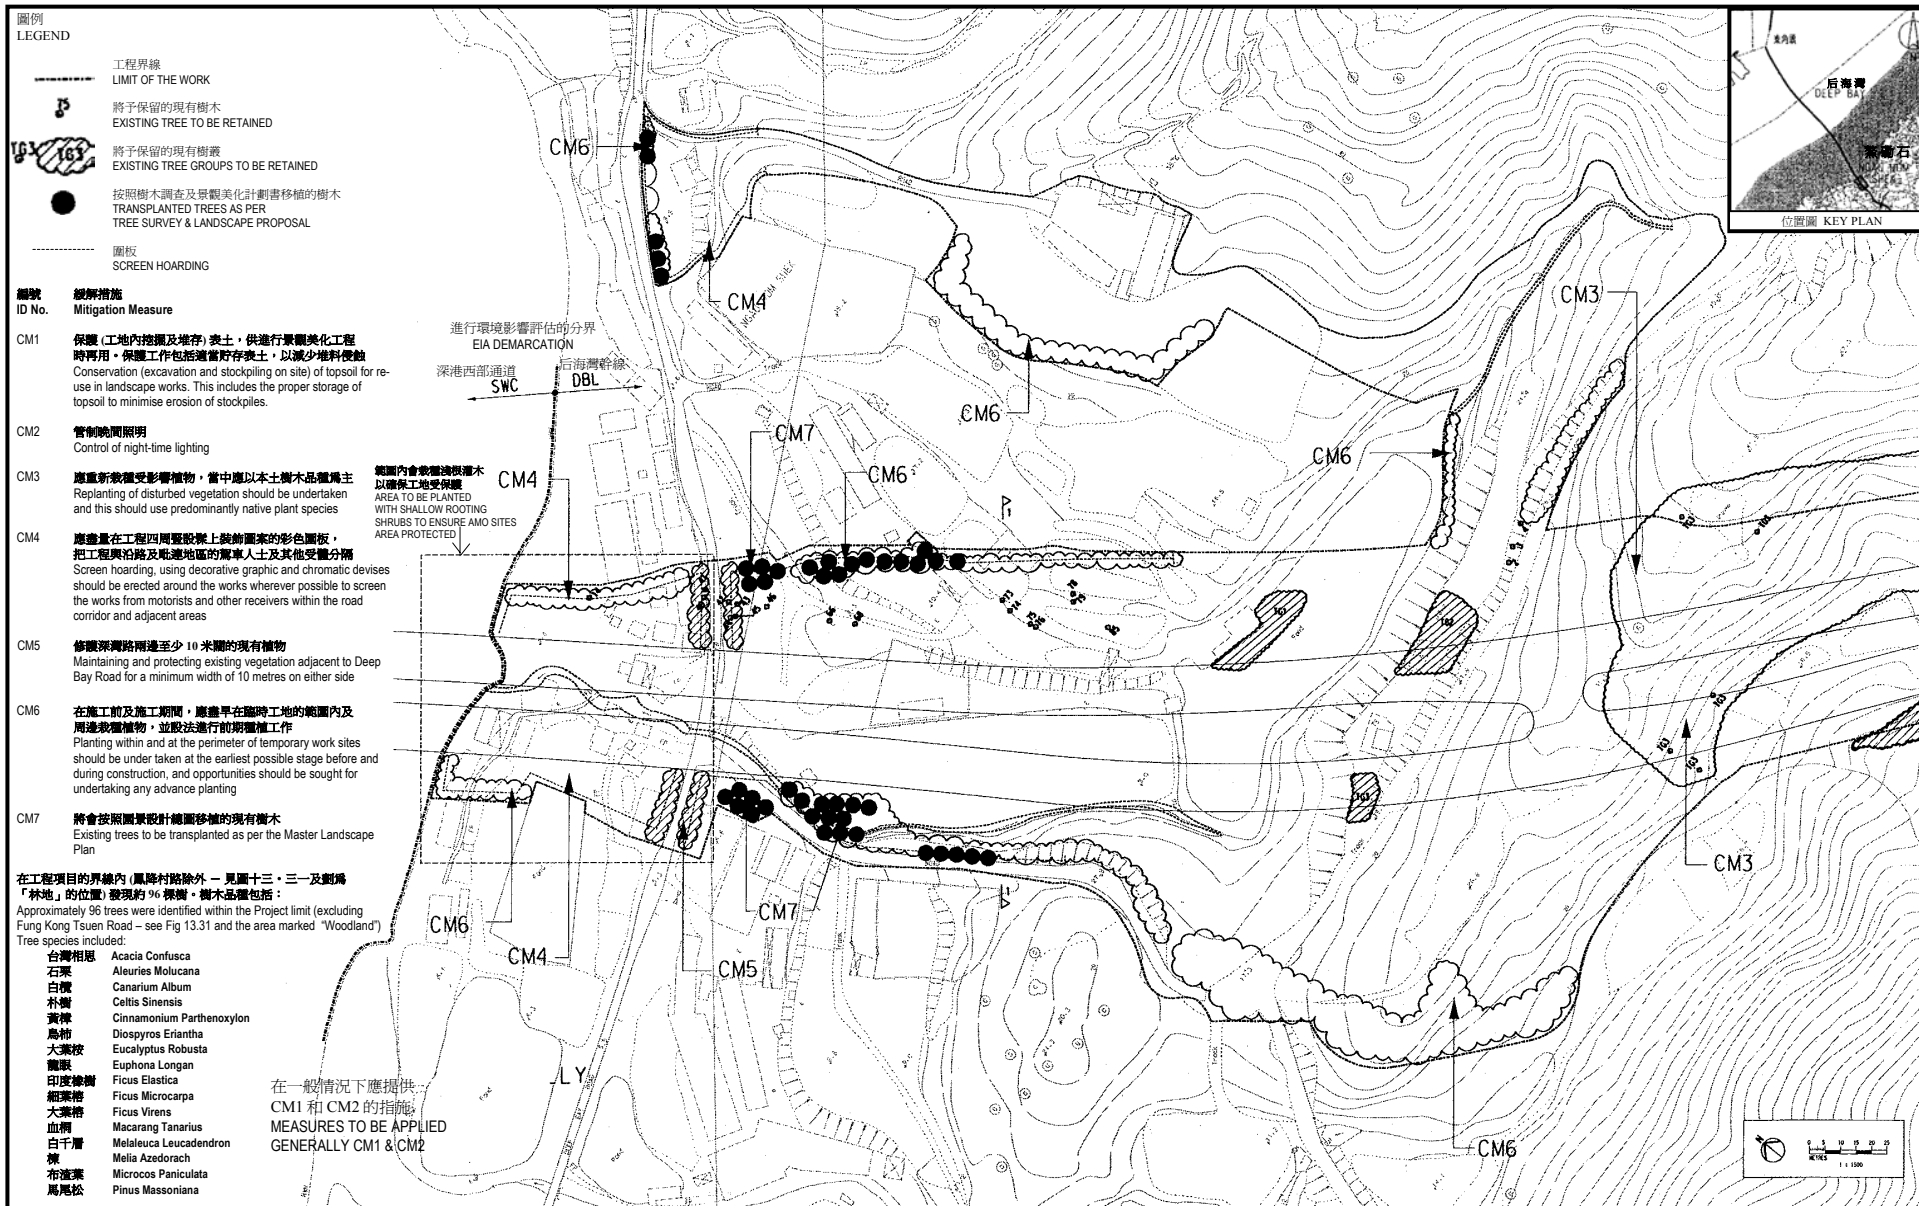 圖例
LEGEND
工程界線
LIMIT OF THE WORK
T5
將予保留的現有樹木
EXISTING TREE TO BE RETAINED
TG3
TG3
將予保留的現有樹叢
EXISTING TREE GROUPS TO BE RETAINED
按照樹木調查及景觀美化計劃書移植的樹木
TRANSPLANTED TREES AS PER
TREE SURVEY & LANDSCAPE PROPOSAL
圍板
SCREEN HOARDING
編號 緩解措施
ID No. Mitigation Measure
CM1 保護 (工地內挖掘及堆存) 表土，供進行景觀美化工程
時再用。保護工作包括適當貯存表土，以減少堆料侵蝕
Conservation (excavation and stockpiling on site) of topsoil for re-
use in landscape works. This includes the proper storage of
topsoil to minimise erosion of stockpiles.
CM2 管制晚間照明
Control of night-time lighting
CM3 應重新栽種受影響植物，當中應以本土樹木品種爲主
Replanting of disturbed vegetation should be undertaken
and this should use predominantly native plant species
CM4 應盡量在工程四周豎設髹上裝飾圖案的彩色圍板，
把工程與沿路及毗連地區的駕車人士及其他受體分隔
Screen hoarding, using decorative graphic and chromatic devises
should be erected around the works wherever possible to screen
the works from motorists and other receivers within the road
corridor and adjacent areas
CM5 修護深灣路兩邊至少 10 米闊的現有植物
Maintaining and protecting existing vegetation adjacent to Deep
Bay Road for a minimum width of 10 metres on either side
CM6 在施工前及施工期間，應盡早在臨時工地的範圍內及
周邊栽種植物，並設法進行前期種植工作
Planting within and at the perimeter of temporary work sites
should be under taken at the earliest possible stage before and
during construction, and opportunities should be sought for
undertaking any advance planting
CM7 將會按照園景設計總圖移植的現有樹木
Existing trees to be transplanted as per the Master Landscape
Plan
在工程項目的界線內 (鳳降村路除外 － 見圖十三．三一及劃爲
「林地」的位置) 發現約 96 棵樹。樹木品種包括：
Approximately 96 trees were identified within the Project limit (excluding
Fung Kong Tsuen Road – see Fig 13.31 and the area marked “Woodland”)
Tree species included:
台灣相思 Acacia Confusca
石栗 Aleuries Molucana
白欖 Canarium Album
朴樹 Celtis Sinensis
黃樟 Cinnamonium Parthenoxylon
烏柿 Diospyros Eriantha
大葉桉 Eucalyptus Robusta
龍眼 Euphona Longan
印度橡樹 Ficus Elastica
細葉榕 Ficus Microcarpa
大葉榕 Ficus Virens
血桐 Macarang Tanarius
白千層 Melaleuca Leucadendron
楝 Melia Azedorach
布渣葉 Microcos Paniculata
馬尾松 Pinus Massoniana
在一般情況下應提供
CM1 和 CM2 的措施
MEASURES TO BE APPLIED
GENERALLY CM1 & CM2
進行環境影響評估的分界
EIA DEMARCATION
深港西部通道
SWC
后海灣幹線
DBL
範圍內會栽種淺根灌木
以確保工地受保護
AREA TO BE PLANTED
WITH SHALLOW ROOTING
SHRUBS TO ENSURE AMO SITES
AREA PROTECTED
CM6
CM4
CM6
CM3
CM7
CM6
CM6
CM4
CM6
CM4
CM7
CM5
CM3
CM6
LY
后海灣
DEEP BAY
位置圖 KEY PLAN
0 5 10 15 20 25
METRES
1 : 1500